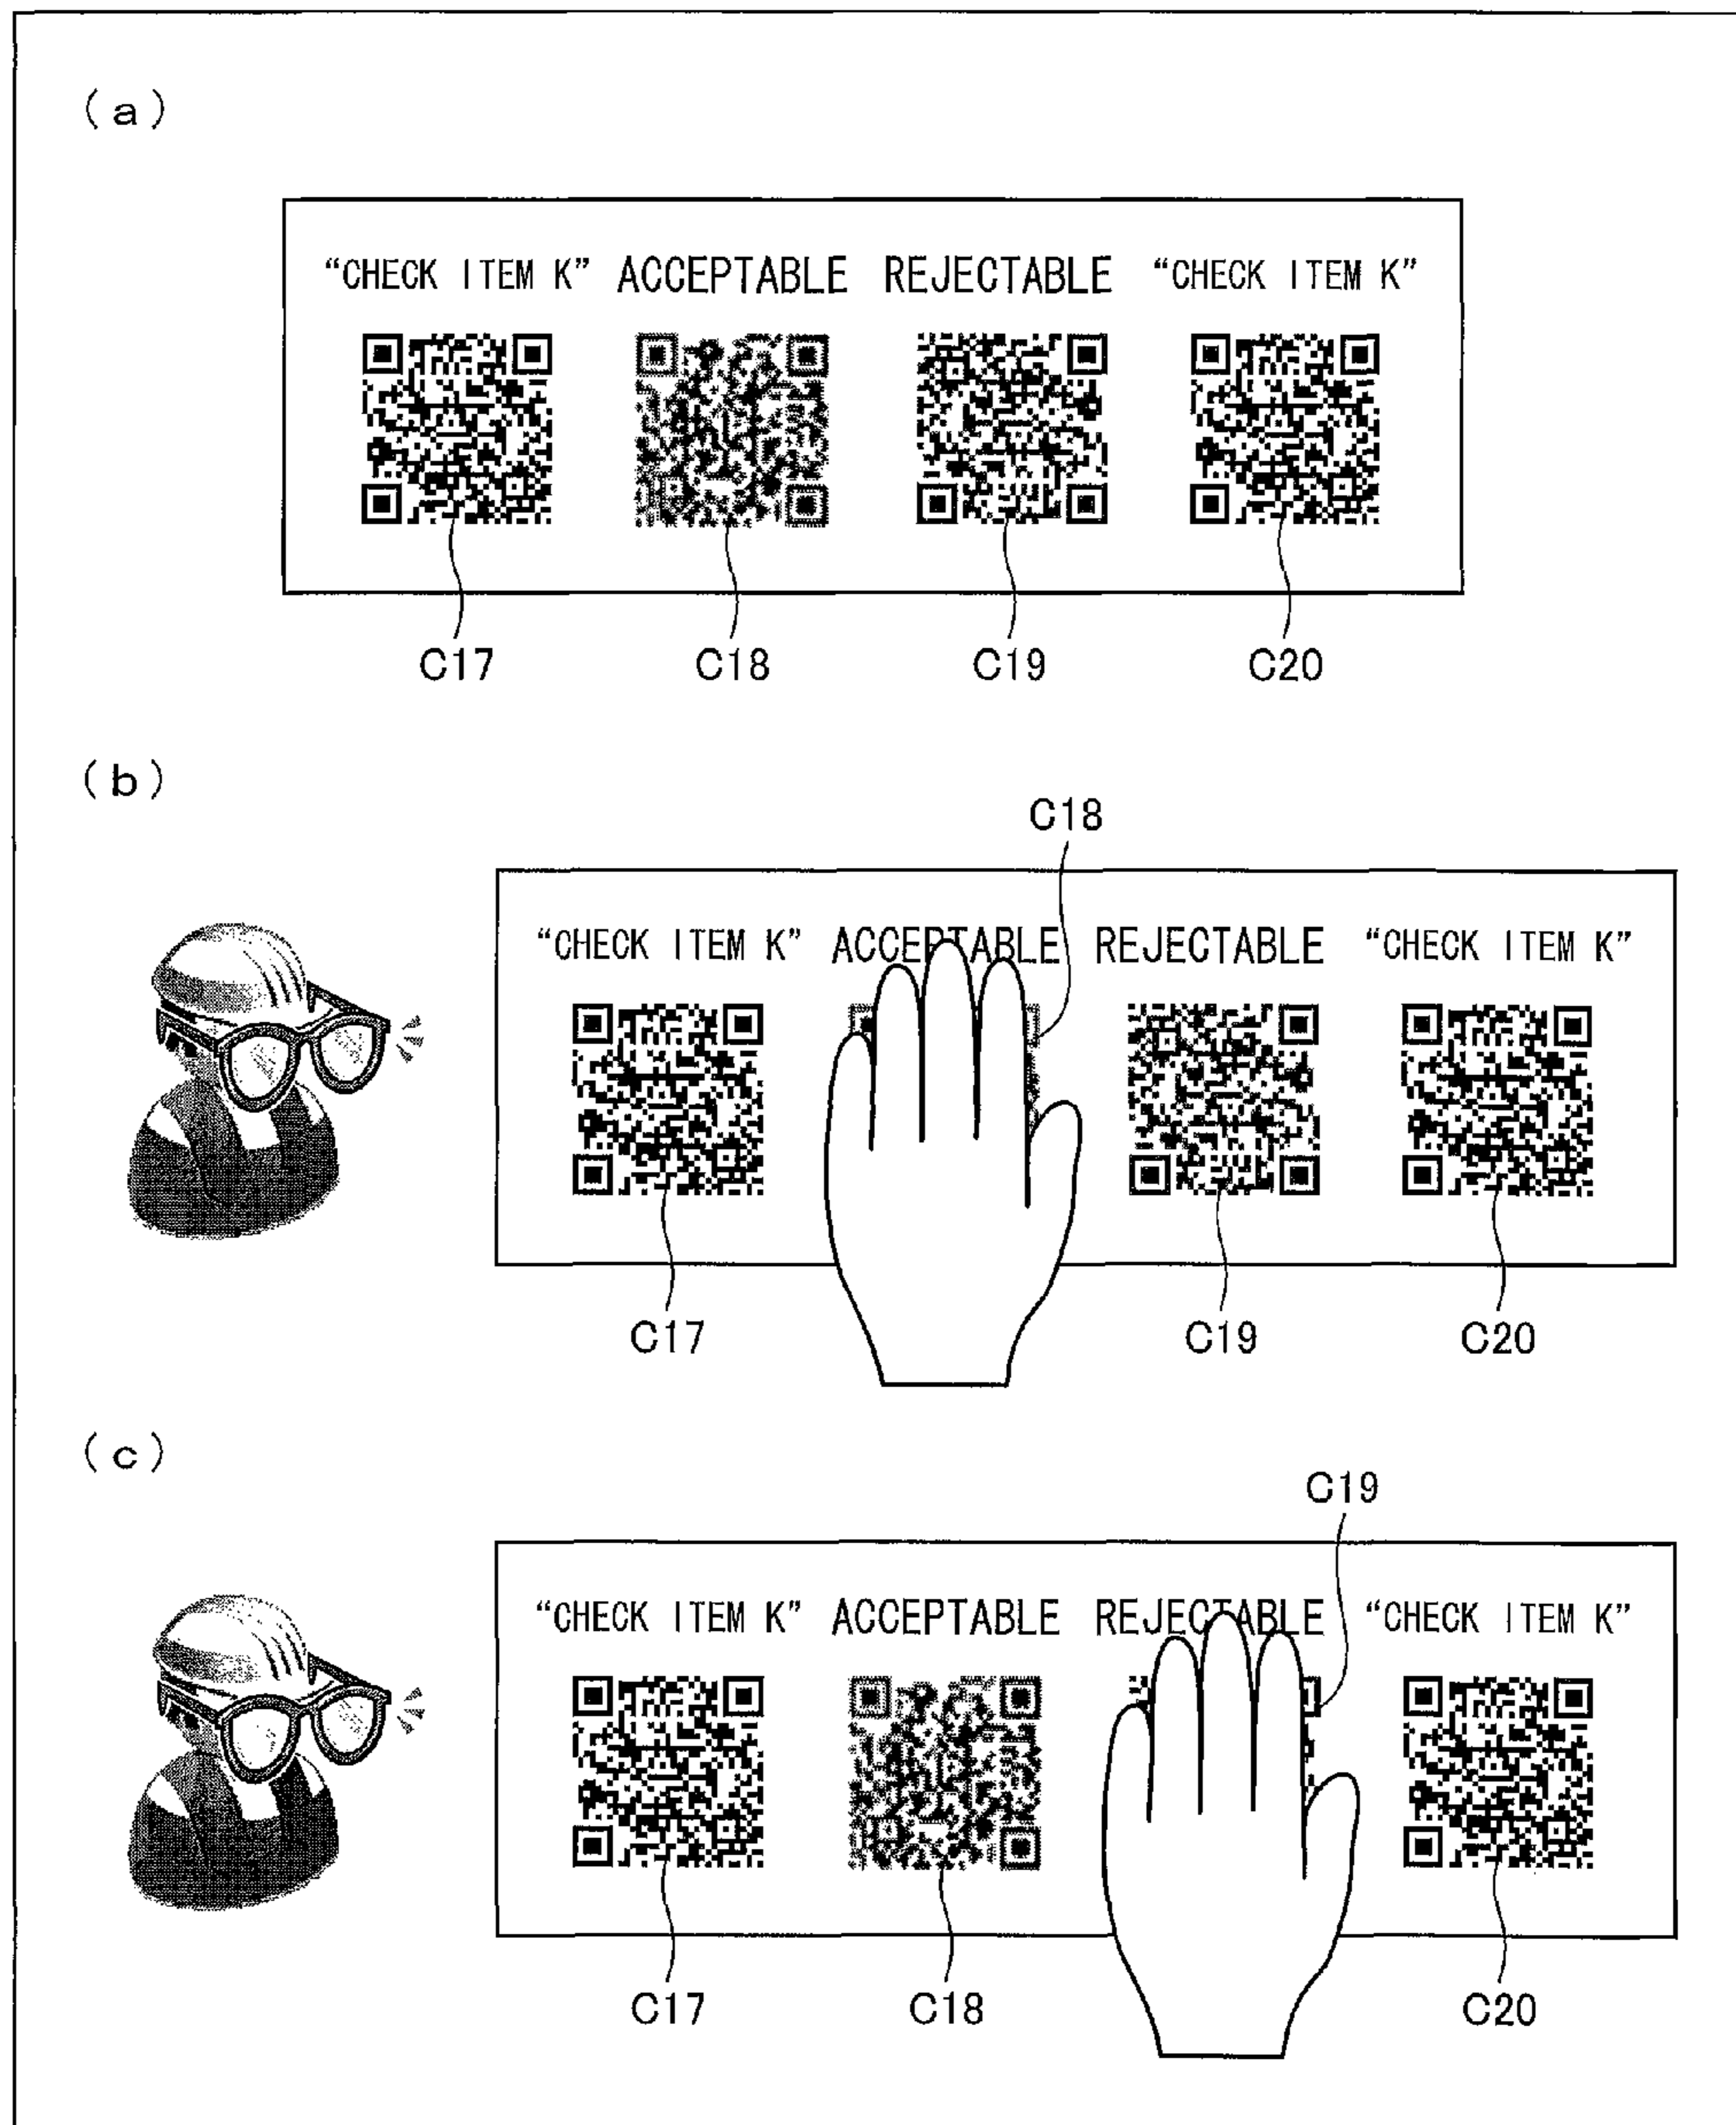 (a)
“CHECK ITEM K” ACCEPTABLE REJECTABLE “CHECK ITEM K”
C17 C18 C19 C20
(b)
C18
“CHECK ITEM K” ACCEPTABLE REJECTABLE “CHECK ITEM K”
C17 C19 C20
(c)
C19
“CHECK ITEM K” ACCEPTABLE REJECTABLE “CHECK ITEM K”
C17 C18 C20